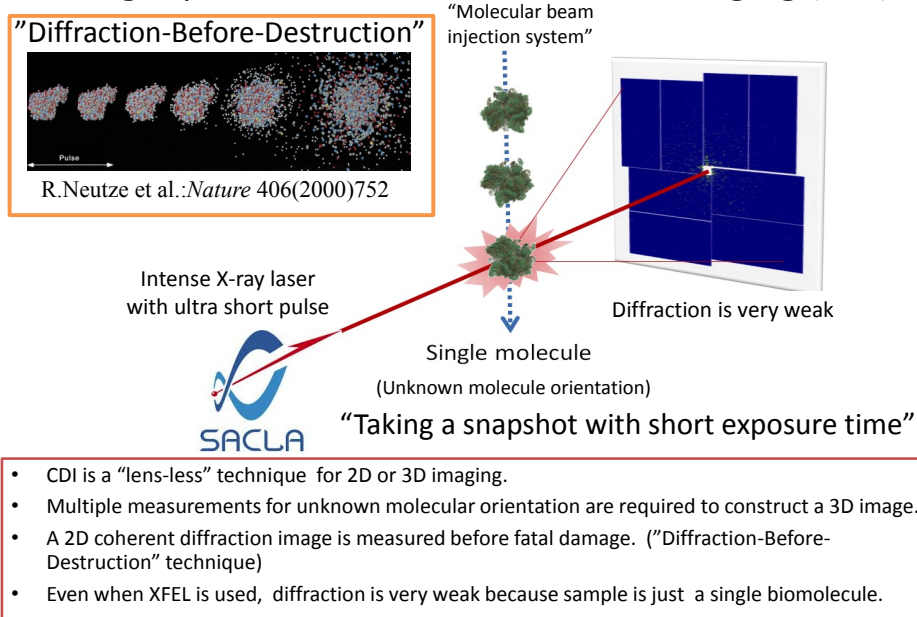 "Molecular beam
injection system"
"Diffraction-Before-Destruction"
Pulse
R.Neutze et al.:Nature 406(2000)752
Intense X-ray laser
with ultra short pulse
Diffraction is very weak
Single molecule
(Unknown molecule orientation)
SACLA
"Taking a snapshot with short exposure time"
• CDI is a "lens-less" technique for 2D or 3D imaging.
• Multiple measurements for unknown molecular orientation are required to construct a 3D image.
• A 2D coherent diffraction image is measured before fatal damage. ("Diffraction-Before-
Destruction" technique)
• Even when XFEL is used, diffraction is very weak because sample is just a single biomolecule.